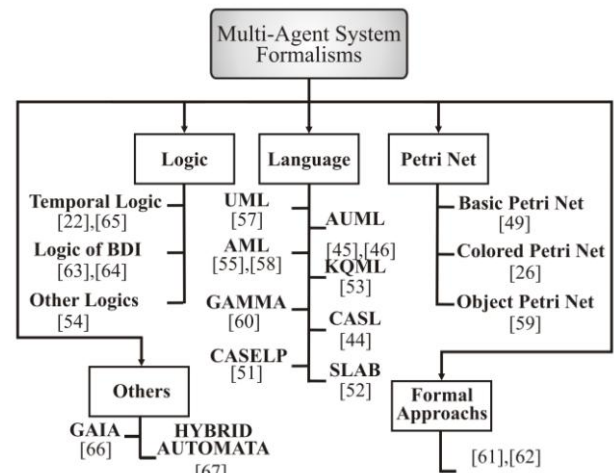 Multi-Agent System
Formalisms
Logic
Language
Petri Net
Temporal Logic
[22],[65]
Logic of BDI
[63],[64]
Other Logics
[54]
UML
[57]
AUML
[45],[46]
AML
[55],[58]
KQML
[53]
GAMMA
[60]
CASL
[44]
CASELP
[51]
SLAB
[52]
Basic Petri Net
[49]
Colored Petri Net
[26]
Object Petri Net
[59]
Others
GAIA
[66]
HYBRID
AUTOMATA
[67]
Formal
Approachs
[61],[62]